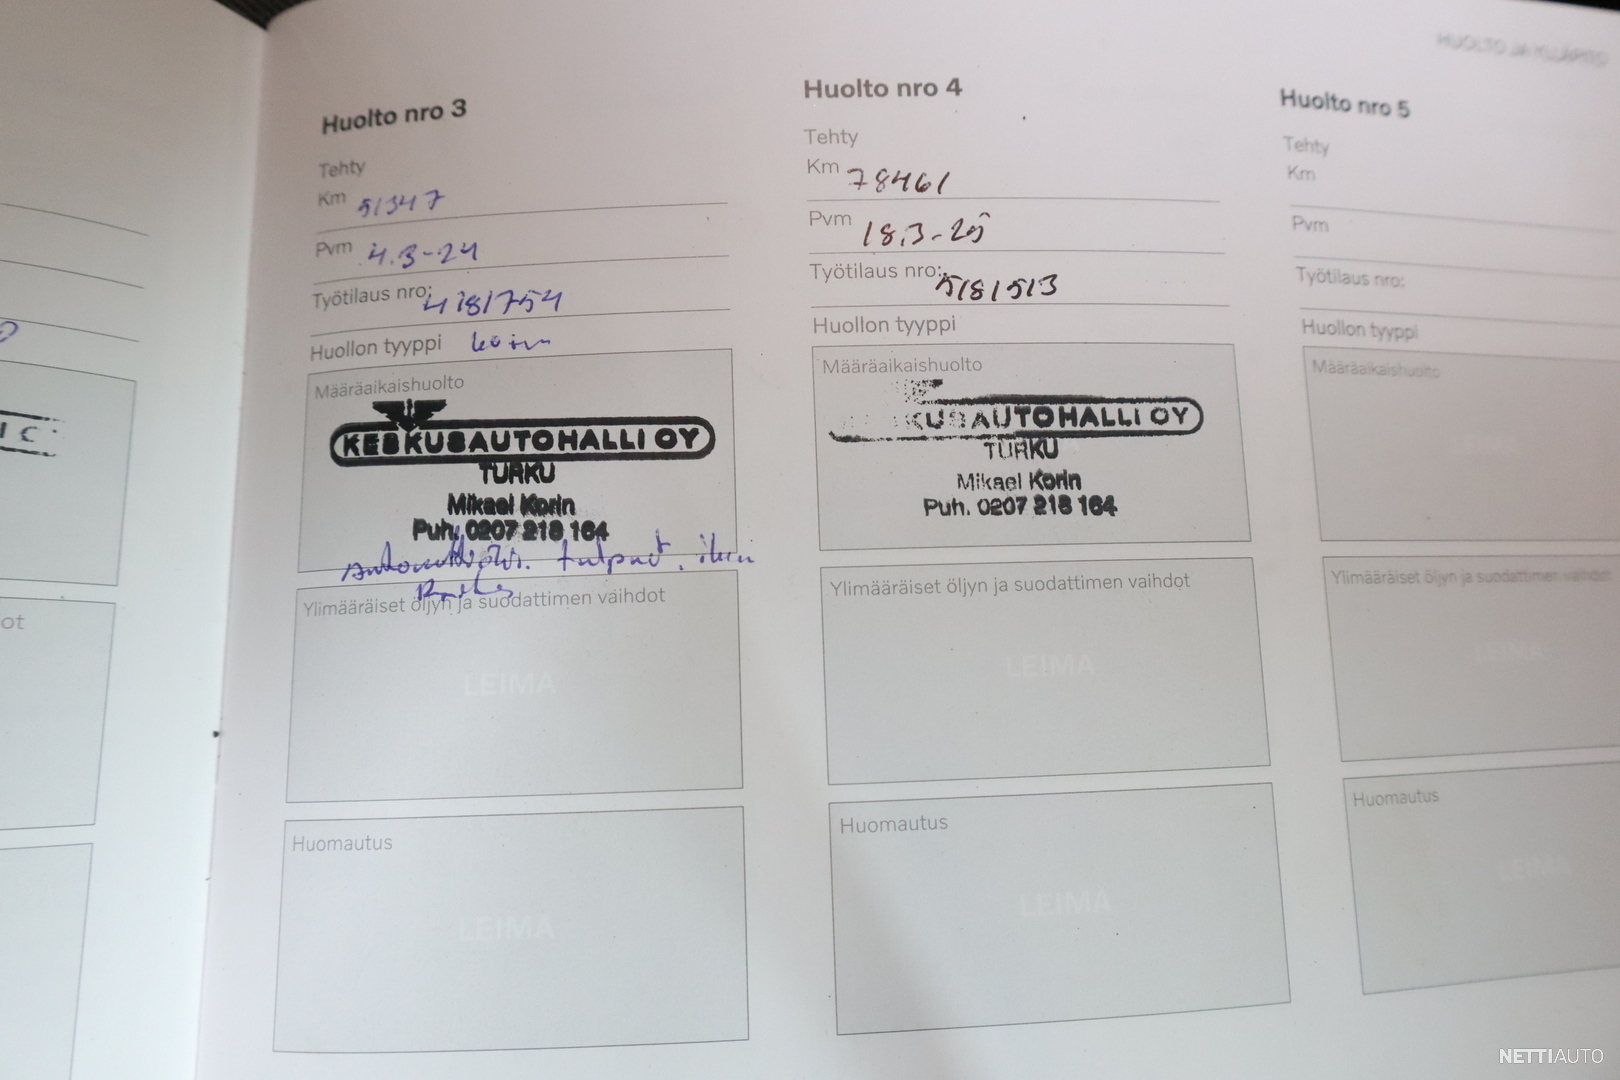 HUOLTO JA YLLÄPITO
Huolto nro 3
Tehty
Km 51347
Pvm 4.3-24
Työtilaus nro: 4181754
Huollon tyyppi
Määräaikaishuolto
KESKUSAUTOHALLI OY
TURKU
Mikael Korin
Puh. 0207 218 164
tulpat,
Ylimääräiset öljyn ja suodattimen vaihdot
LEIMA
Huomautus
LEIMA
Huolto nro 4
Tehty
Km 78461
Pvm 18.3-25
Työtilaus nro: 5181513
Huollon tyyppi
Määräaikaishuolto
KUSAUTOHALLI OY
TURKU
Mikael Korin
Puh. 0207 218 164
Ylimääräiset öljyn ja suodattimen vaihdot
LEIMA
Huomautus
LEIMA
Huolto nro 5
Tehty
Km
Pvm
Työtilaus nro:
Huollon tyyppi
Määräaikaishuolto
Ylimääräiset öljyn ja suodattimen vaihdot
LEIMA
Huomautus
LEIMA
NETTIAUTO